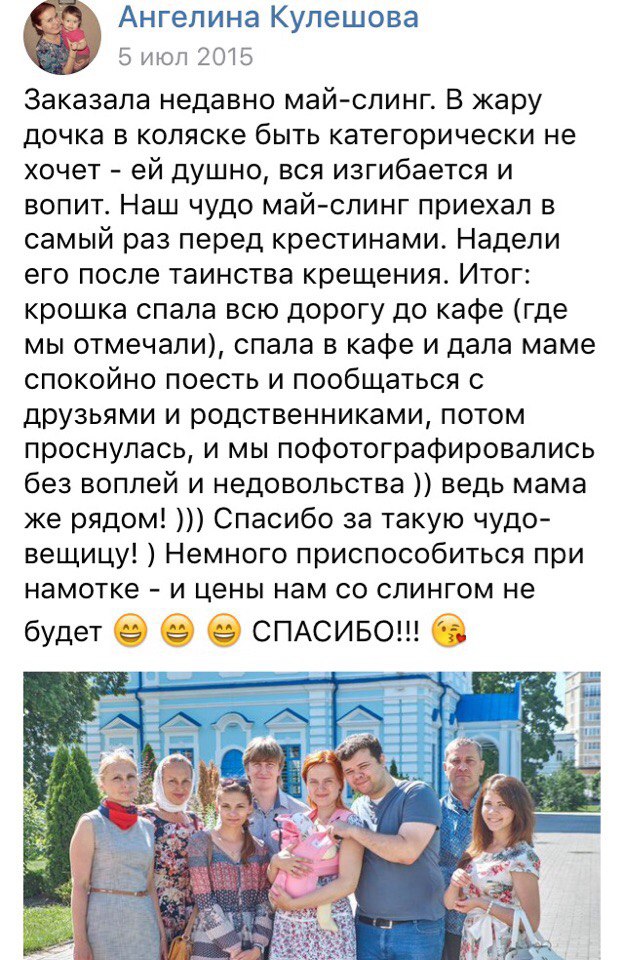 Ангелина Кулешова
5 июл 2015
Заказала недавно май-слинг. В жару
дочка в коляске быть категорически не
хочет - ей душно, вся изгибается и
вопит. Наш чудо май-слинг приехал в
самый раз перед крестинами. Надели
его после таинства крещения. Итог:
крошка спала всю дорогу до кафе (где
мы отмечали), спала в кафе и дала маме
спокойно поесть и пообщаться с
друзьями и родственниками, потом
проснулась, и мы пофотографировались
без воплей и недовольства )) ведь мама
же рядом! ))) Спасибо за такую чудо-
вещицу! ) Немного приспособиться при
намотке - и цены нам со слингом не
будет 😄 😄 😄 СПАСИБО!!! 😘